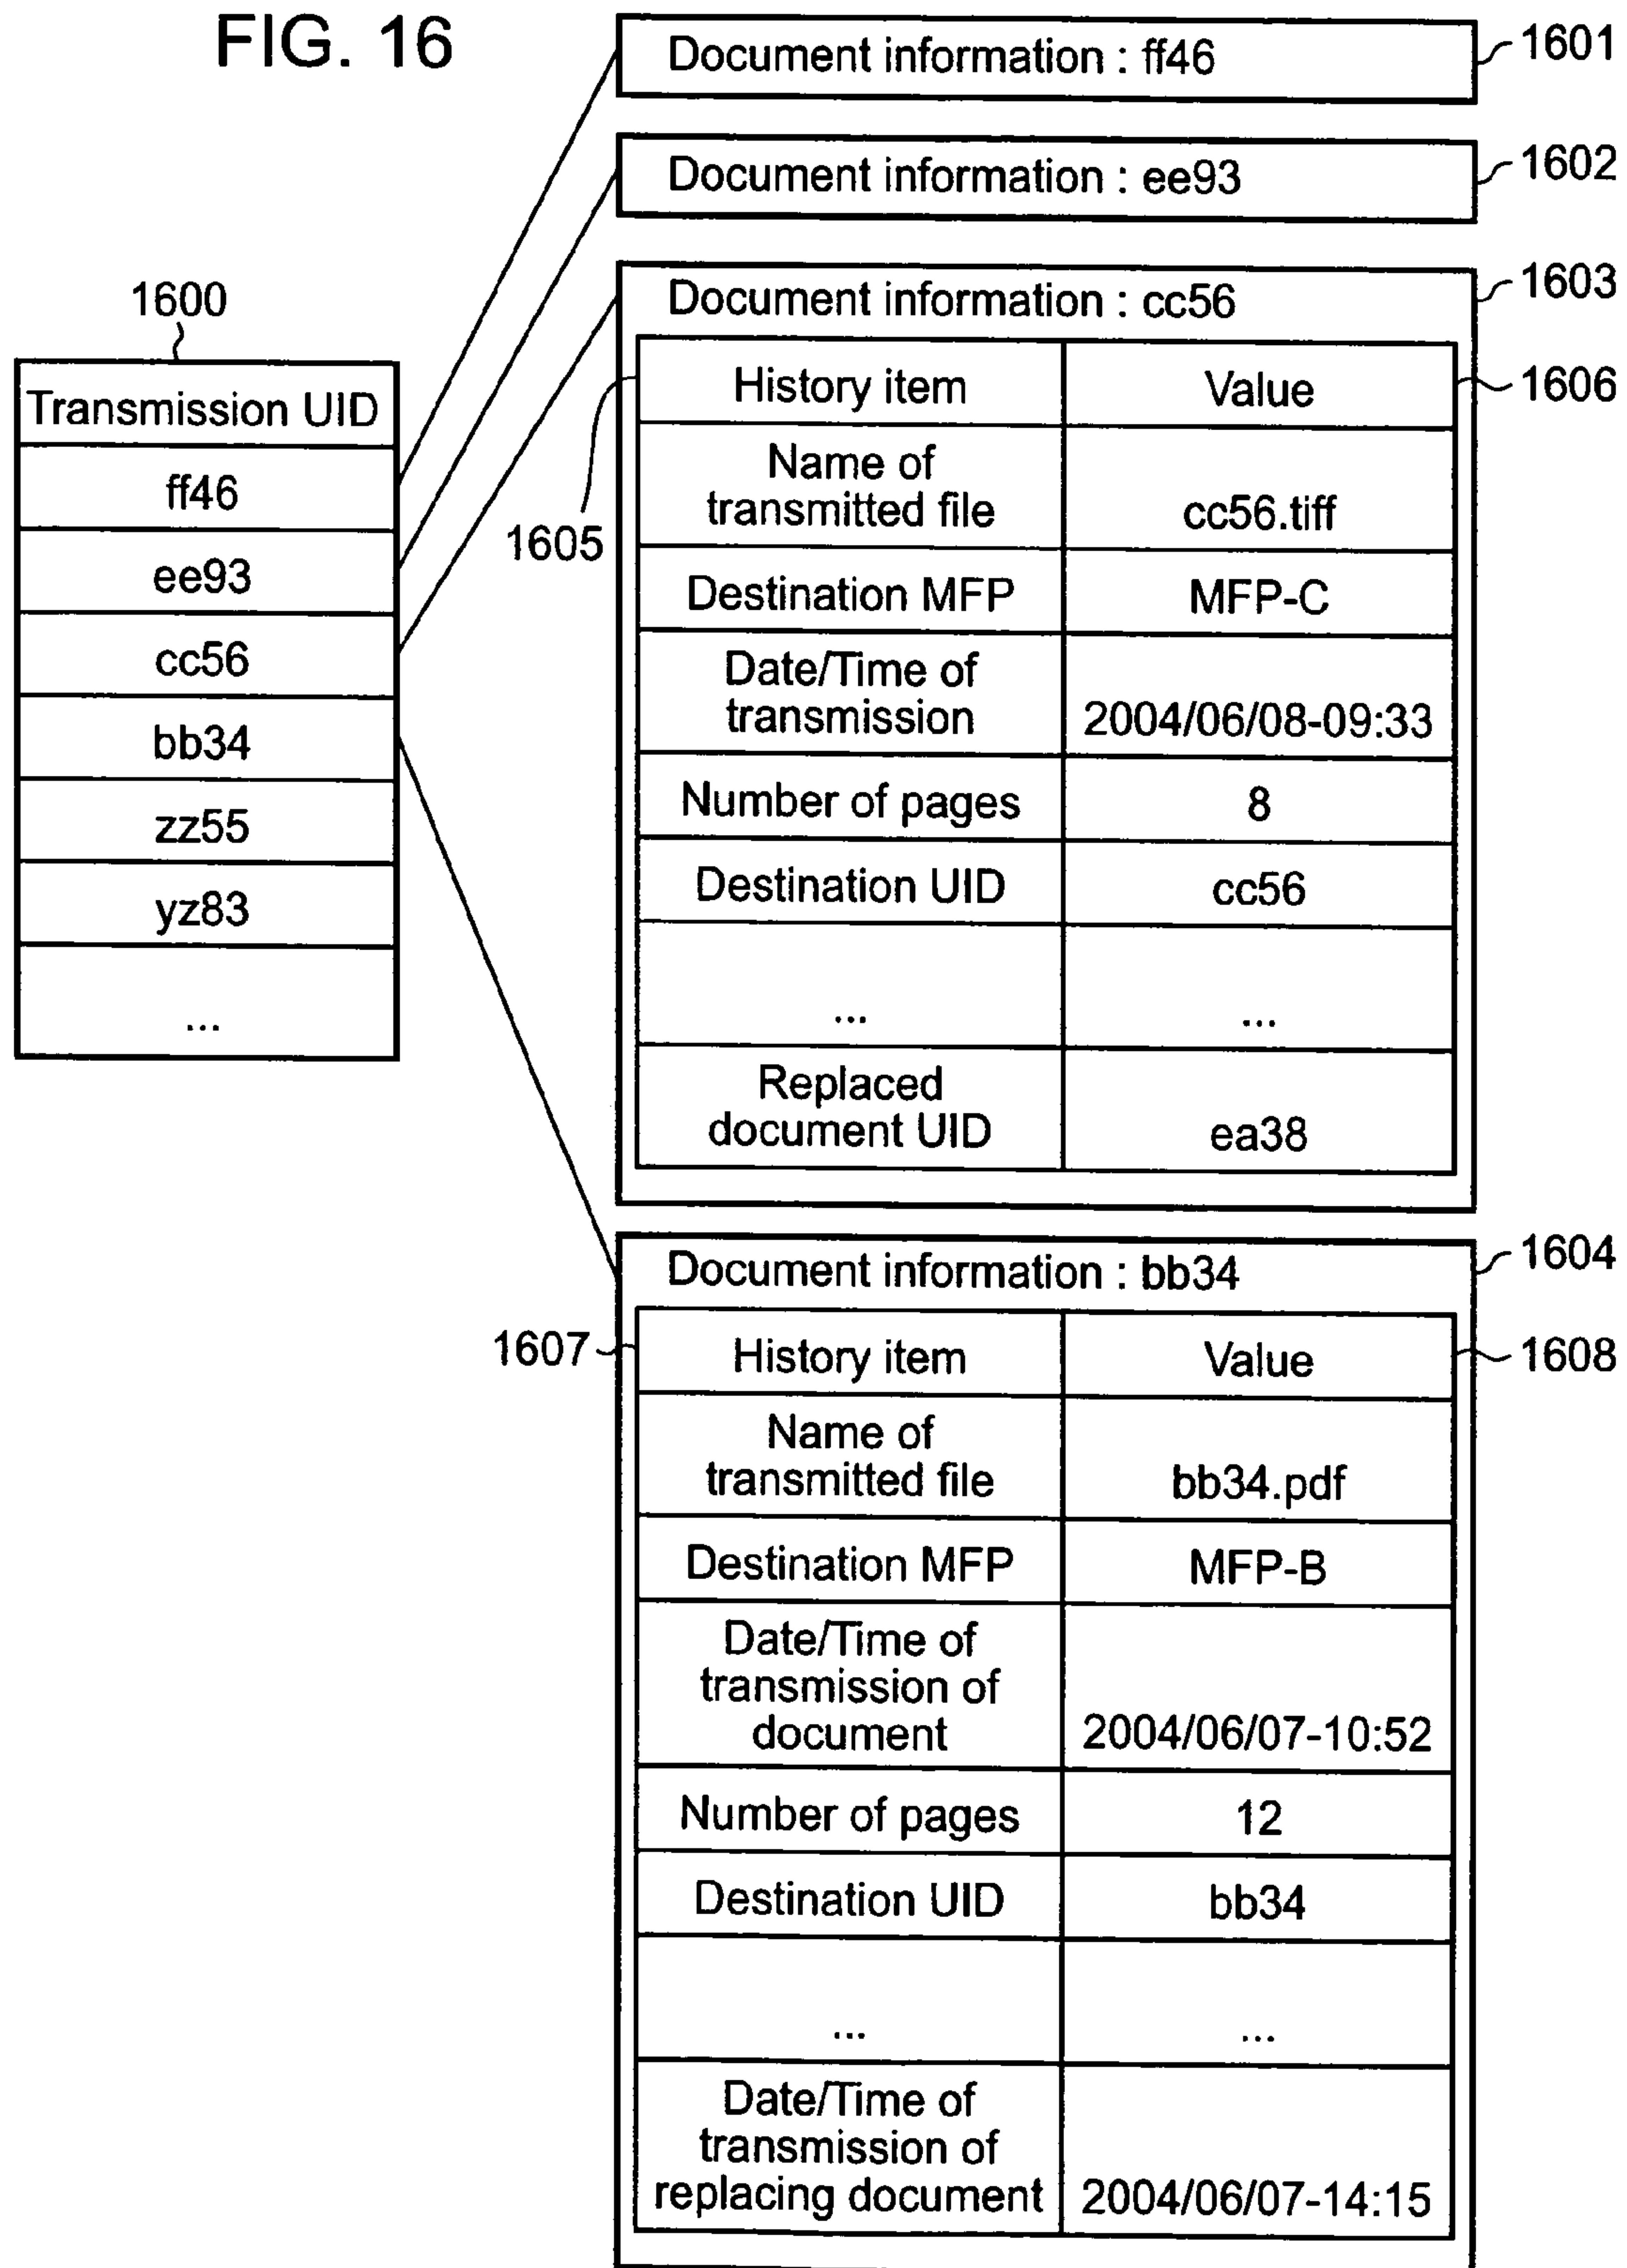 FIG. 16
Document information : ff46
1601
Document information : ee93
1602
1600
Transmission UID
ff46
ee93
cc56
bb34
zz55
yz83
...
Document information : cc56
1603
1605
1606
History item
Value
Name of
transmitted file
cc56.tiff
Destination MFP
MFP-C
Date/Time of
transmission
2004/06/08-09:33
Number of pages
8
Destination UID
cc56
...
...
Replaced
document UID
ea38
Document information : bb34
1604
1607
1608
History item
Value
Name of
transmitted file
bb34.pdf
Destination MFP
MFP-B
Date/Time of
transmission of
document
2004/06/07-10:52
Number of pages
12
Destination UID
bb34
...
...
Date/Time of
transmission of
replacing document
2004/06/07-14:15